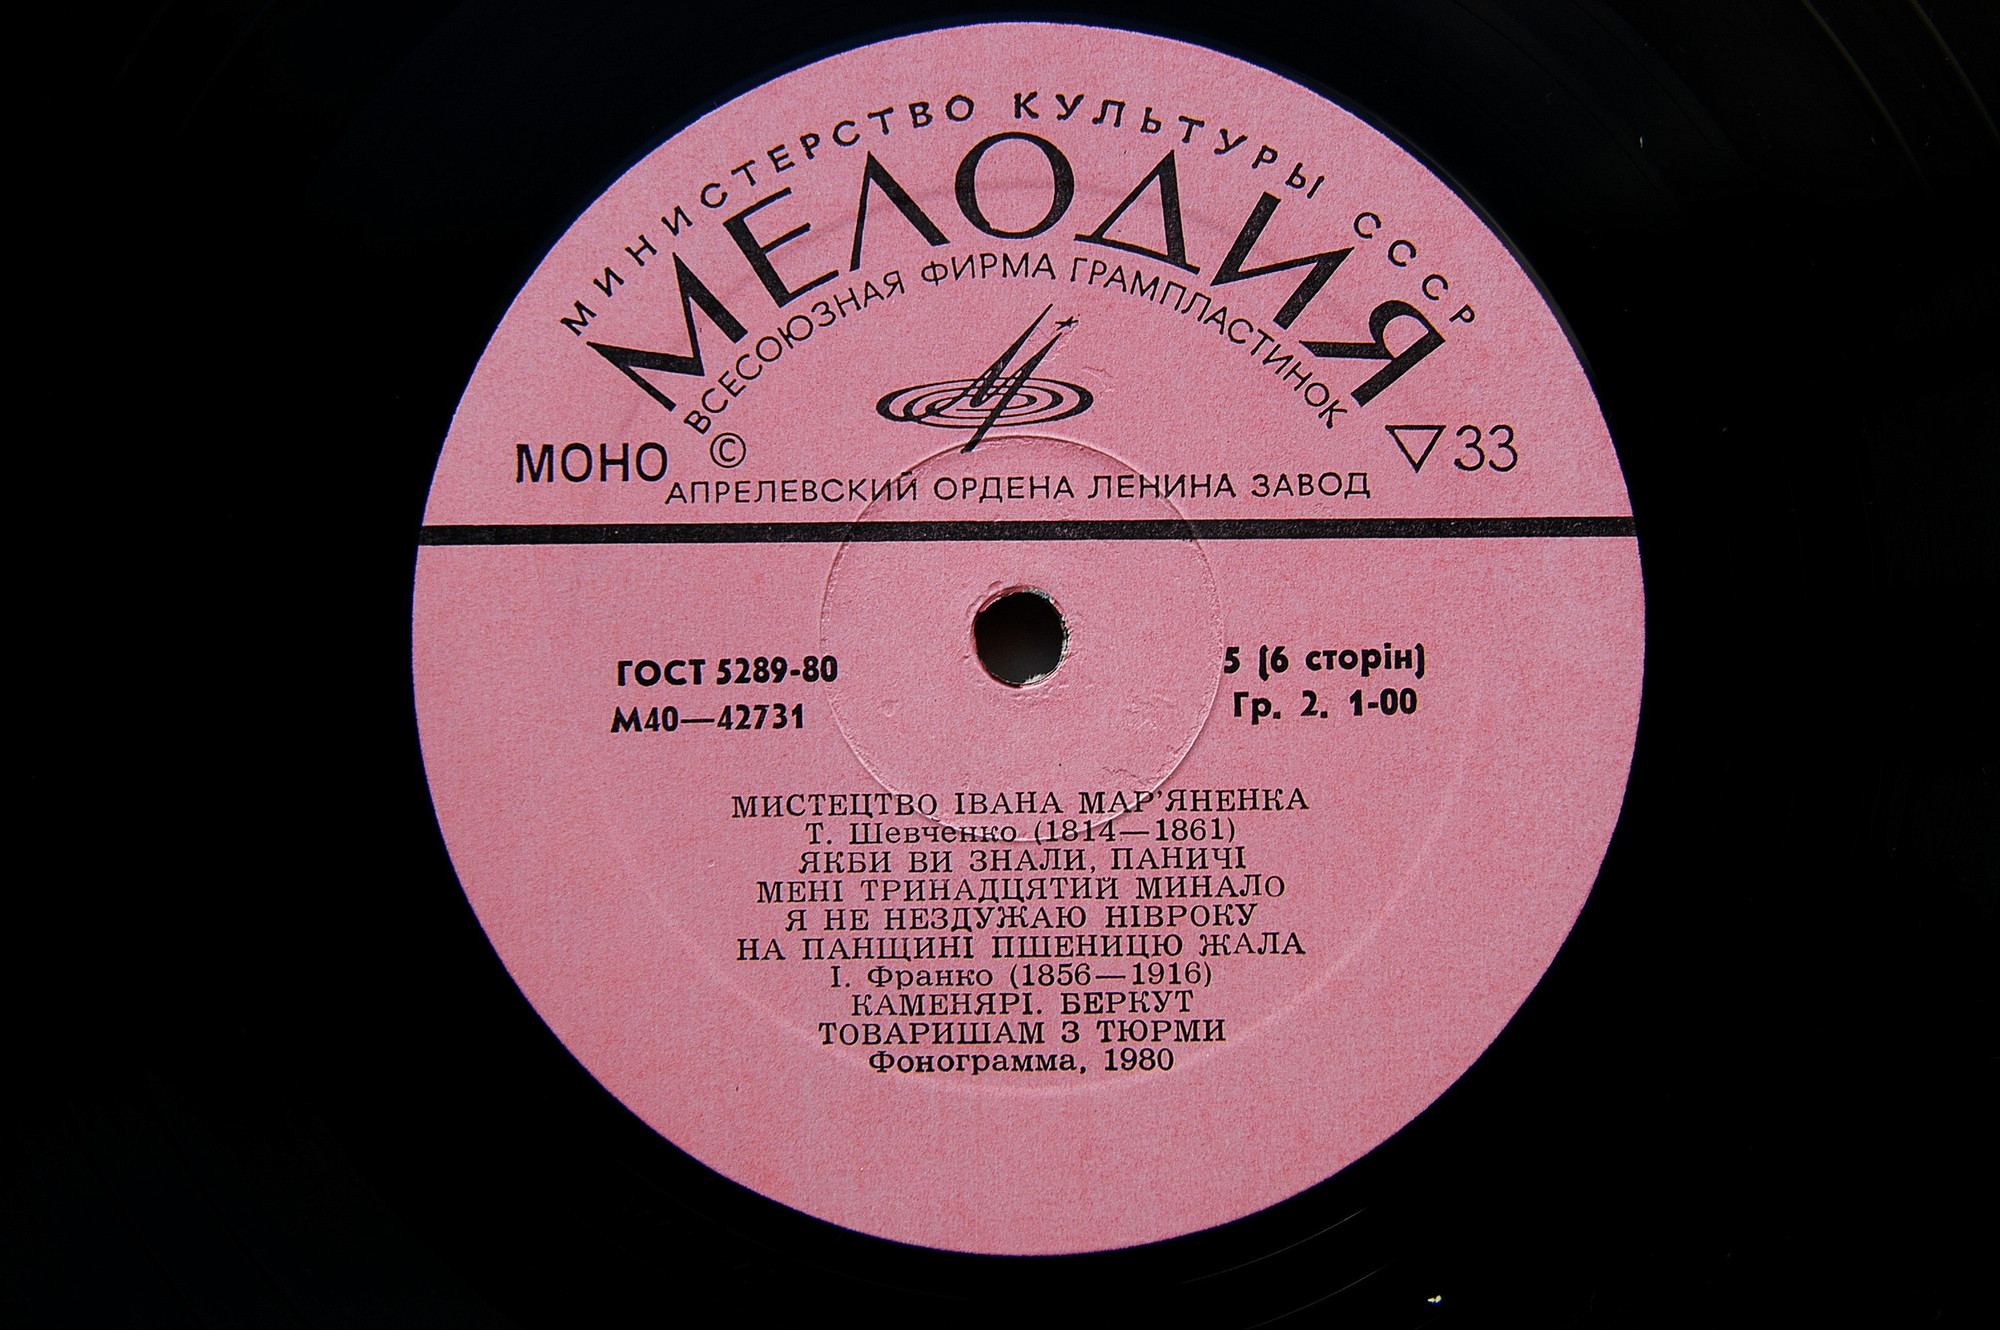 МИНИСТЕРСТВО КУЛЬТУРЫ СССР
МЕЛОДИЯ
ВСЕСОЮЗНАЯ ФИРМА ГРАМПЛАСТИНОК
МОНО © ▽33
АПРЕЛЕВСКИЙ ОРДЕНА ЛЕНИНА ЗАВОД
ГОСТ 5289-80 5 (6 сторін)
М40—42731 Гр. 2. 1-00
МИСТЕЦТВО ІВАНА МАР’ЯНЕНКА
Т. Шевченко (1814—1861)
ЯКБИ ВИ ЗНАЛИ, ПАНИЧІ
МЕНІ ТРИНАДЦЯТИЙ МИНАЛО
Я НЕ НЕЗДУЖАЮ НІВРОКУ
НА ПАНЩИНІ ПШЕНИЦЮ ЖАЛА
І. Франко (1856—1916)
КАМЕНЯРІ. БЕРКУТ
ТОВАРИШАМ З ТЮРМИ
Фонограмма, 1980